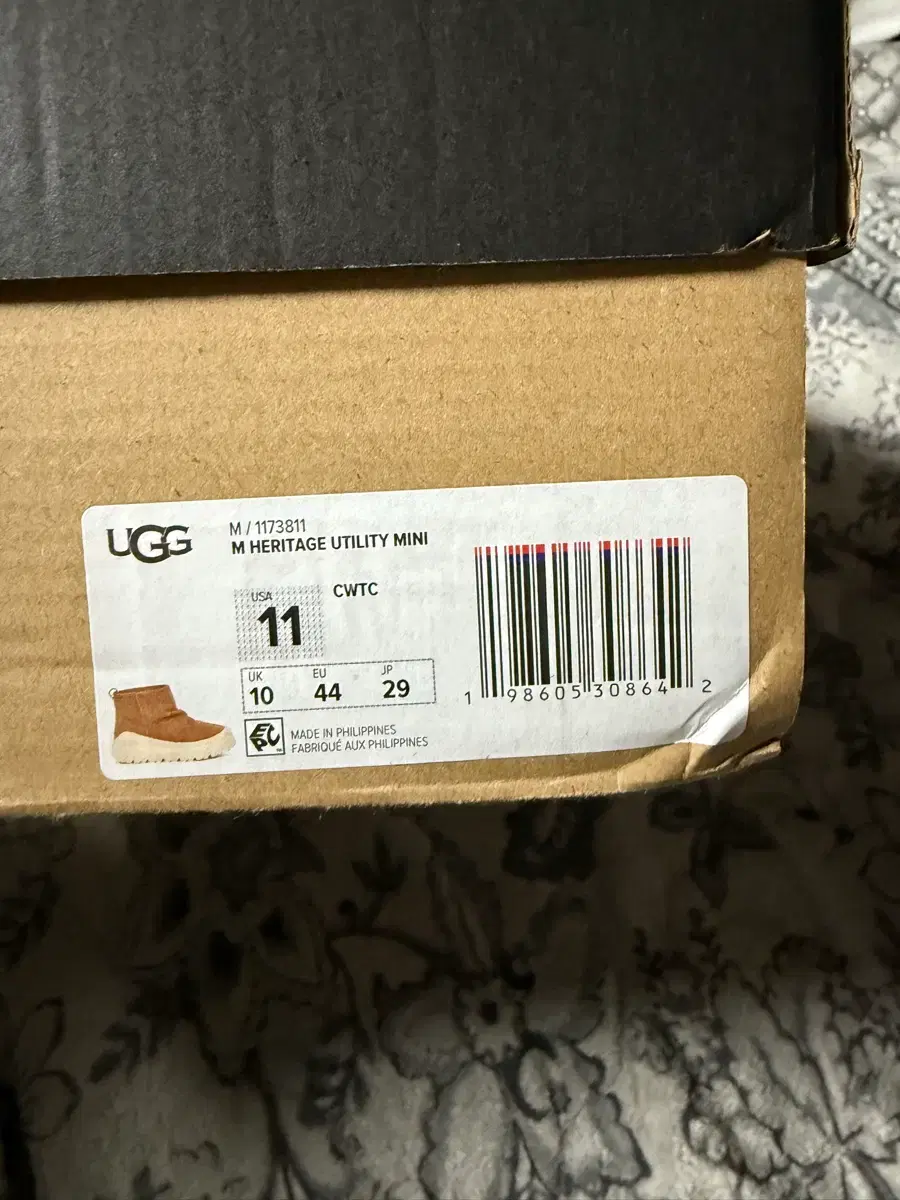 UGG
M / 1173811
M HERITAGE UTILITY MINI
USA
11
CWTC
UK EU JP
10 44 29
EPC
MADE IN PHILIPPINES
FABRIQUÉ AUX PHILIPPINES
1 98605 30864 2